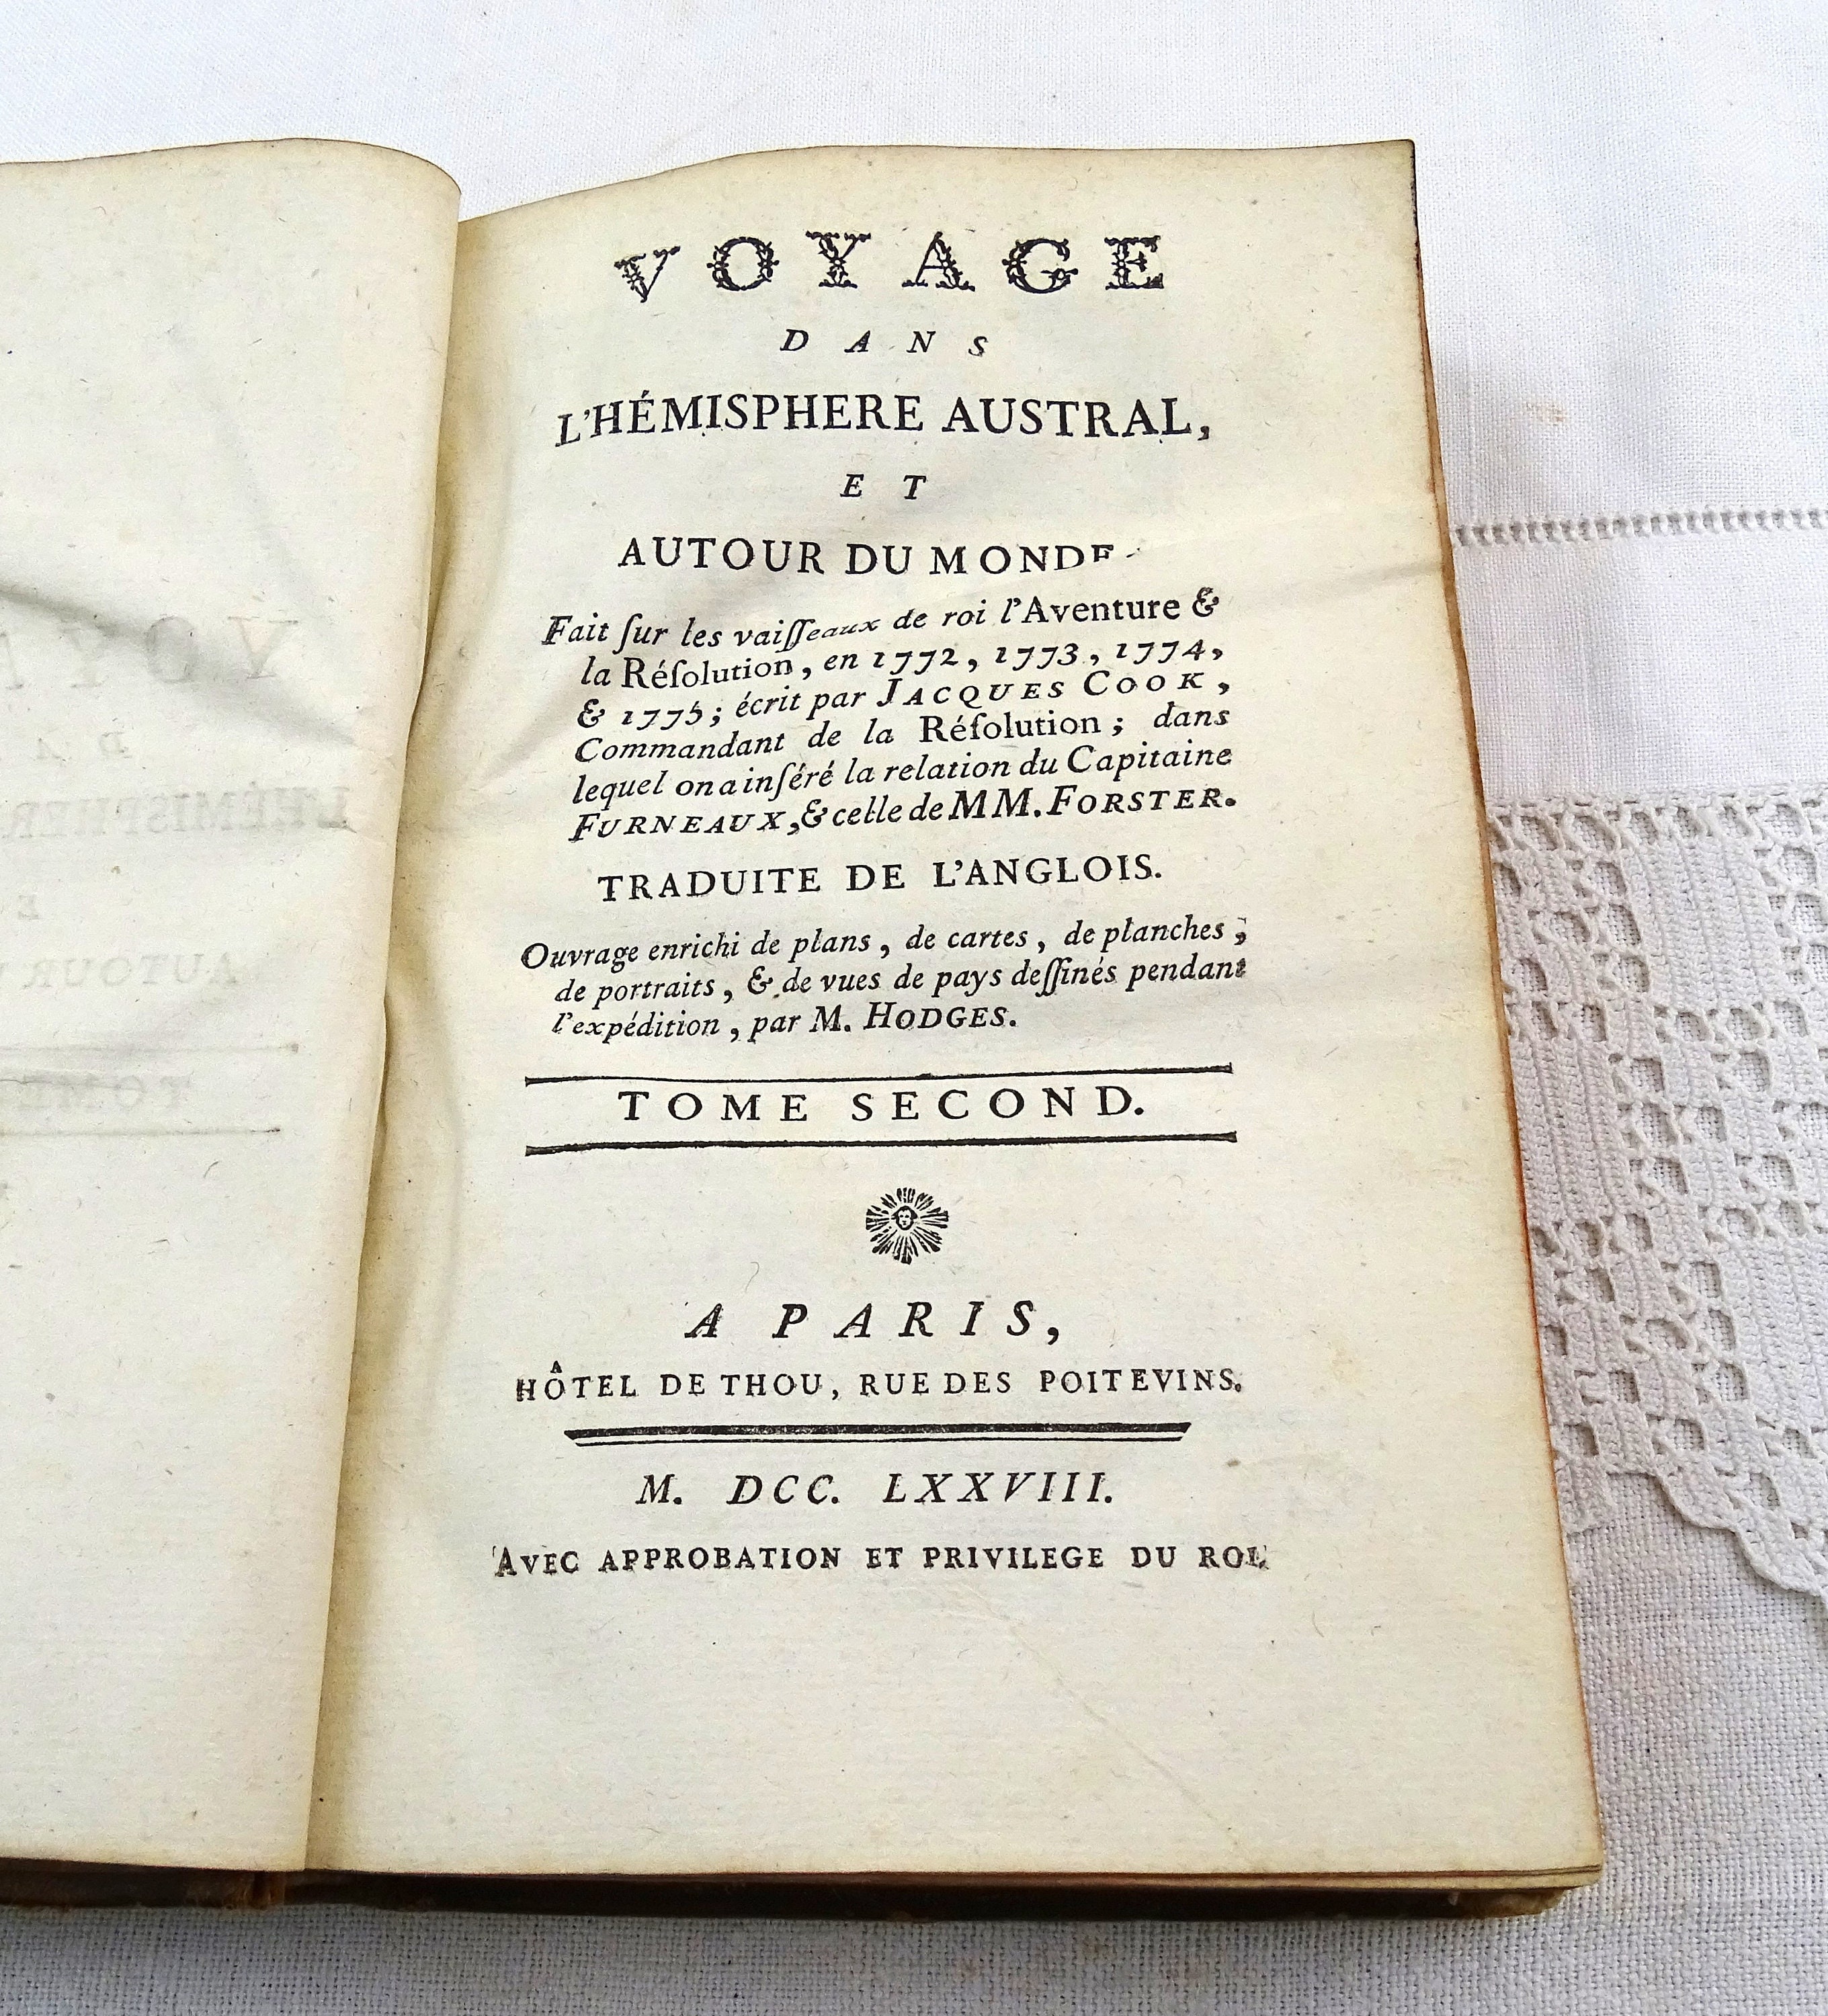 VOYAGE
DANS
L'HÉMISPHERE AUSTRAL,
ET
AUTOUR DU MONDE
Fait ſur les vaiſſeaux de roi l'Aventure &
la Réſolution, en 1772, 1773, 1774,
& 1775; écrit par JACQUES COOK,
Commandant de la Réſolution; dans
lequel on a inſéré la relation du Capitaine
FURNEAUX, & celle de MM. FORSTER.
TRADUITE DE L'ANGLOIS.
Ouvrage enrichi de plans, de cartes, de planches,
de portraits, & de vues de pays deſſinés pendant
l'expédition, par M. HODGES.
TOME SECOND.
A PARIS,
HÔTEL DE THOU, RUE DES POITEVINS.
M. DCC. LXXVIII.
AVEC APPROBATION ET PRIVILEGE DU ROI.